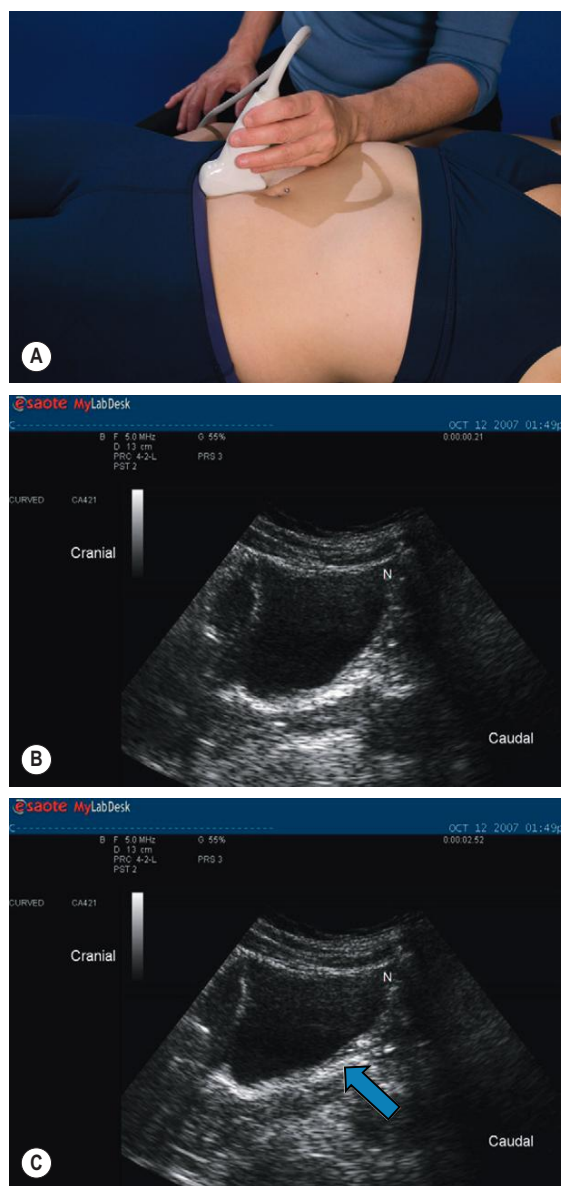 A
esaote MyLabDesk
C-----------------------------------
OCT 12 2007 01:49p
B F 5.0 MHz G 55% 0:00:00.21
D 13 cm
PRC 4-2-L PRS 3
PST 2
CURVED CA421
Cranial
N
Caudal
B
esaote MyLabDesk
C-----------------------------------
OCT 12 2007 01:49p
B F 5.0 MHz G 55% 0:00:02.52
D 13 cm
PRC 4-2-L PRS 3
PST 2
CURVED CA421
Cranial
N
Caudal
C